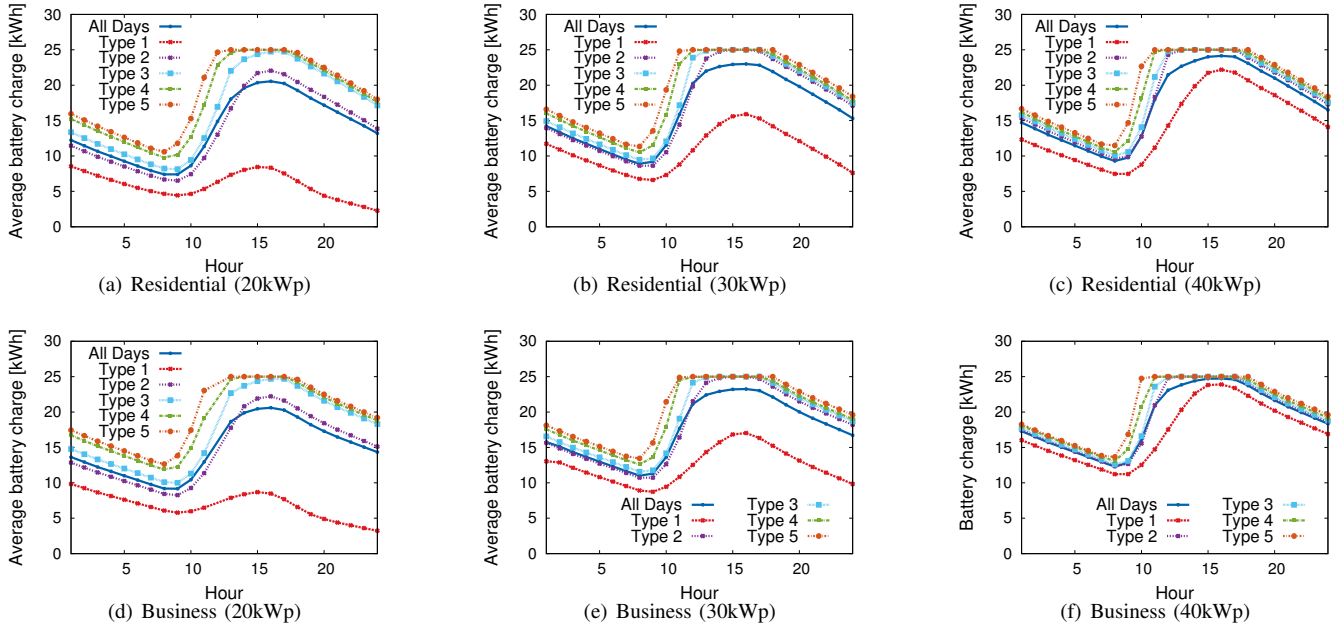 Average battery charge [kWh]
30
25
20
15
10
5
0
All Days
Type 1
Type 2
Type 3
Type 4
Type 5
5 10 15 20
Hour
(a) Residential (20kWp)
Average battery charge [kWh]
30
25
20
15
10
5
0
All Days
Type 1
Type 2
Type 3
Type 4
Type 5
5 10 15 20
Hour
(b) Residential (30kWp)
Average battery charge [kWh]
30
25
20
15
10
5
0
All Days
Type 1
Type 2
Type 3
Type 4
Type 5
5 10 15 20
Hour
(c) Residential (40kWp)
Average battery charge [kWh]
30
25
20
15
10
5
0
All Days
Type 1
Type 2
Type 3
Type 4
Type 5
5 10 15 20
Hour
(d) Business (20kWp)
Average battery charge [kWh]
30
25
20
15
10
5
0
All Days Type 3
Type 1 Type 4
Type 2 Type 5
5 10 15 20
Hour
(e) Business (30kWp)
Battery charge [kWh]
30
25
20
15
10
5
0
All Days Type 3
Type 1 Type 4
Type 2 Type 5
5 10 15 20
Hour
(f) Business (40kWp)